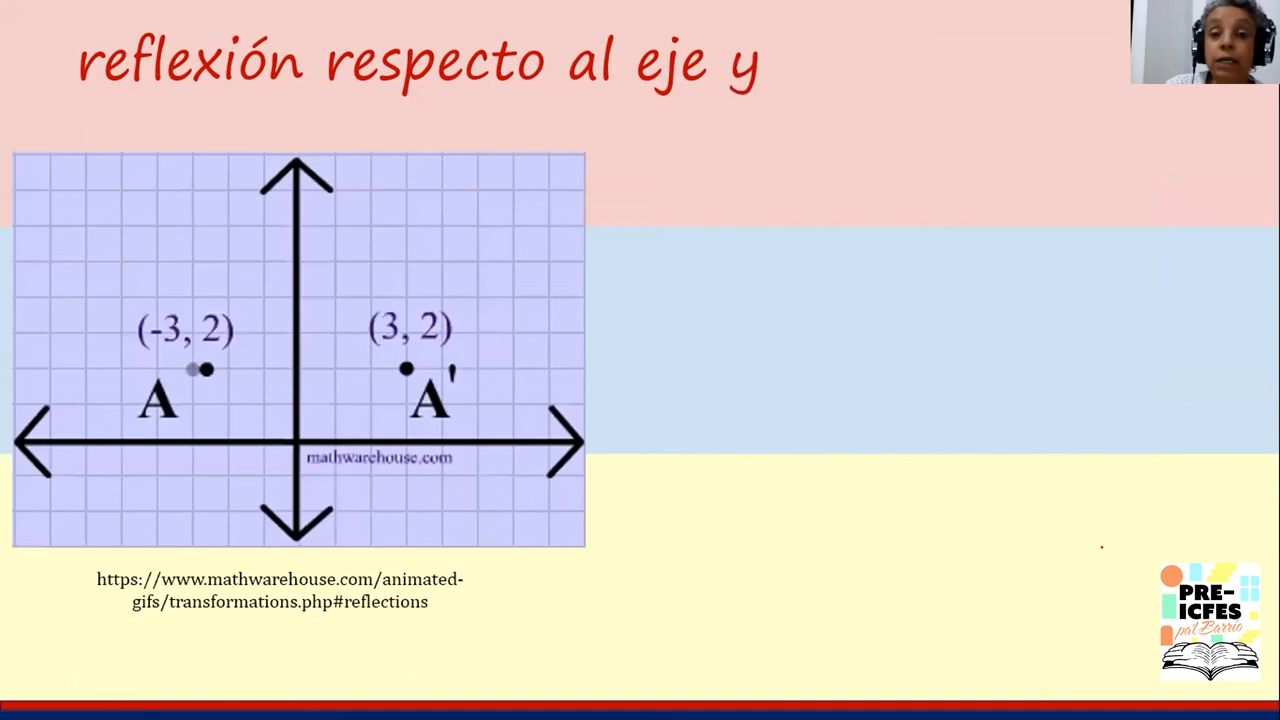 reflexión respecto al eje y
(-3, 2)
(3, 2)
A
A'
mathwarehouse.com
https://www.mathwarehouse.com/animated-
gifs/transformations.php#reflections
PRE-
ICFES
pa'l Barrio